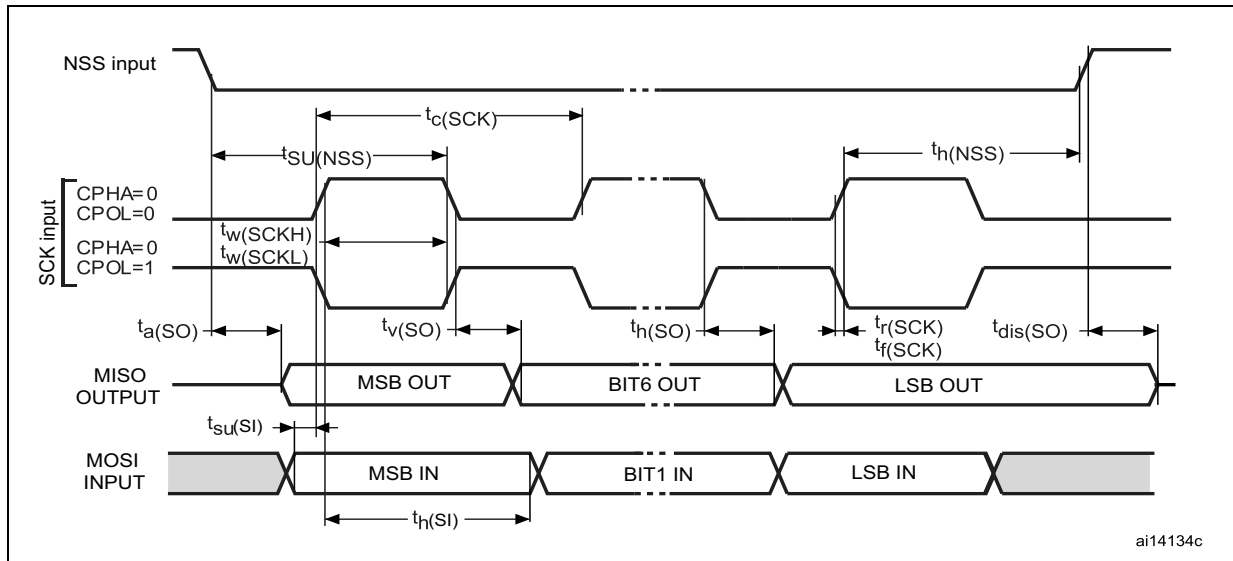 NSS input
tc(SCK)
tSU(NSS)
th(NSS)
SCK input
CPHA=0
CPOL=0
tw(SCKH)
CPHA=0
tw(SCKL)
CPOL=1
ta(SO)
tv(SO)
th(SO)
tr(SCK)
tf(SCK)
tdis(SO)
MISO
OUTPUT
MSB OUT
BIT6 OUT
LSB OUT
tsu(SI)
MOSI
INPUT
MSB IN
BIT1 IN
LSB IN
th(SI)
ai14134c